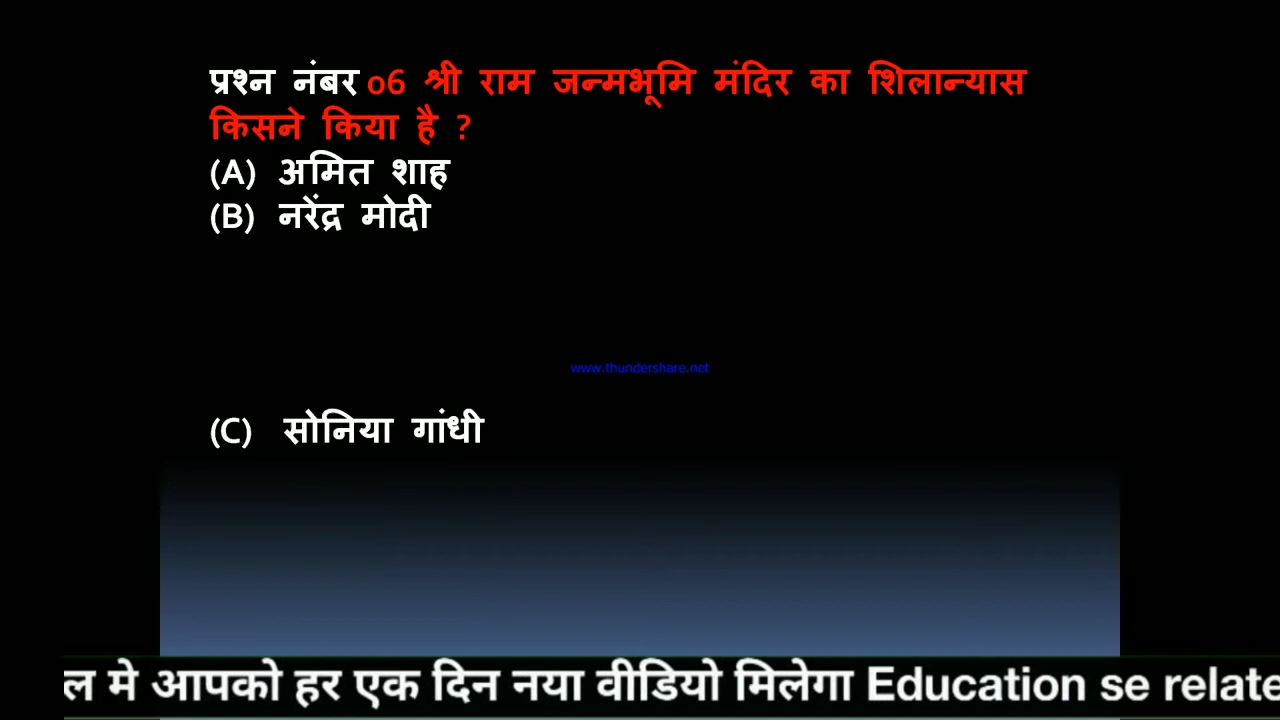 प्रश्न नंबर 06 श्री राम जन्मभूमि मंदिर का शिलान्यास
किसने किया है ?
(A) अमित शाह
(B) नरेंद्र मोदी
www.thundershare.net
(C) सोनिया गांधी
ल मे आपको हर एक दिन नया वीडियो मिलेगा Education se relate